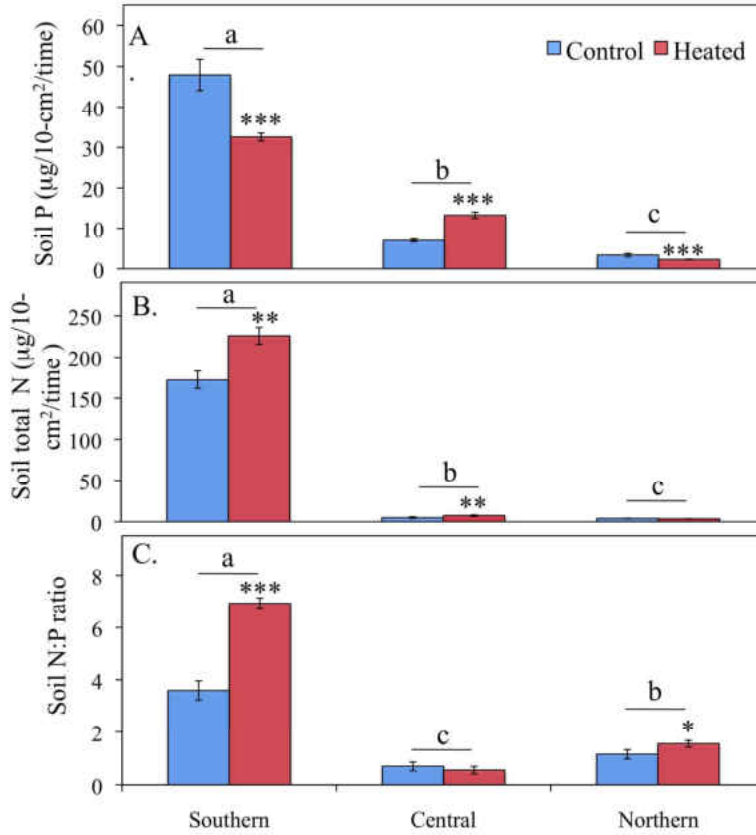 A
Soil P (μg/10-cm²/time)
60
50
40
30
20
10
0
a
***
b
***
c
***
Control
Heated
B.
Soil total N (μg/10-
cm²/time )
250
200
150
100
50
0
a
**
b
**
c
C.
Soil N:P ratio
8
6
4
2
0
a
***
c
b
*
Southern
Central
Northern